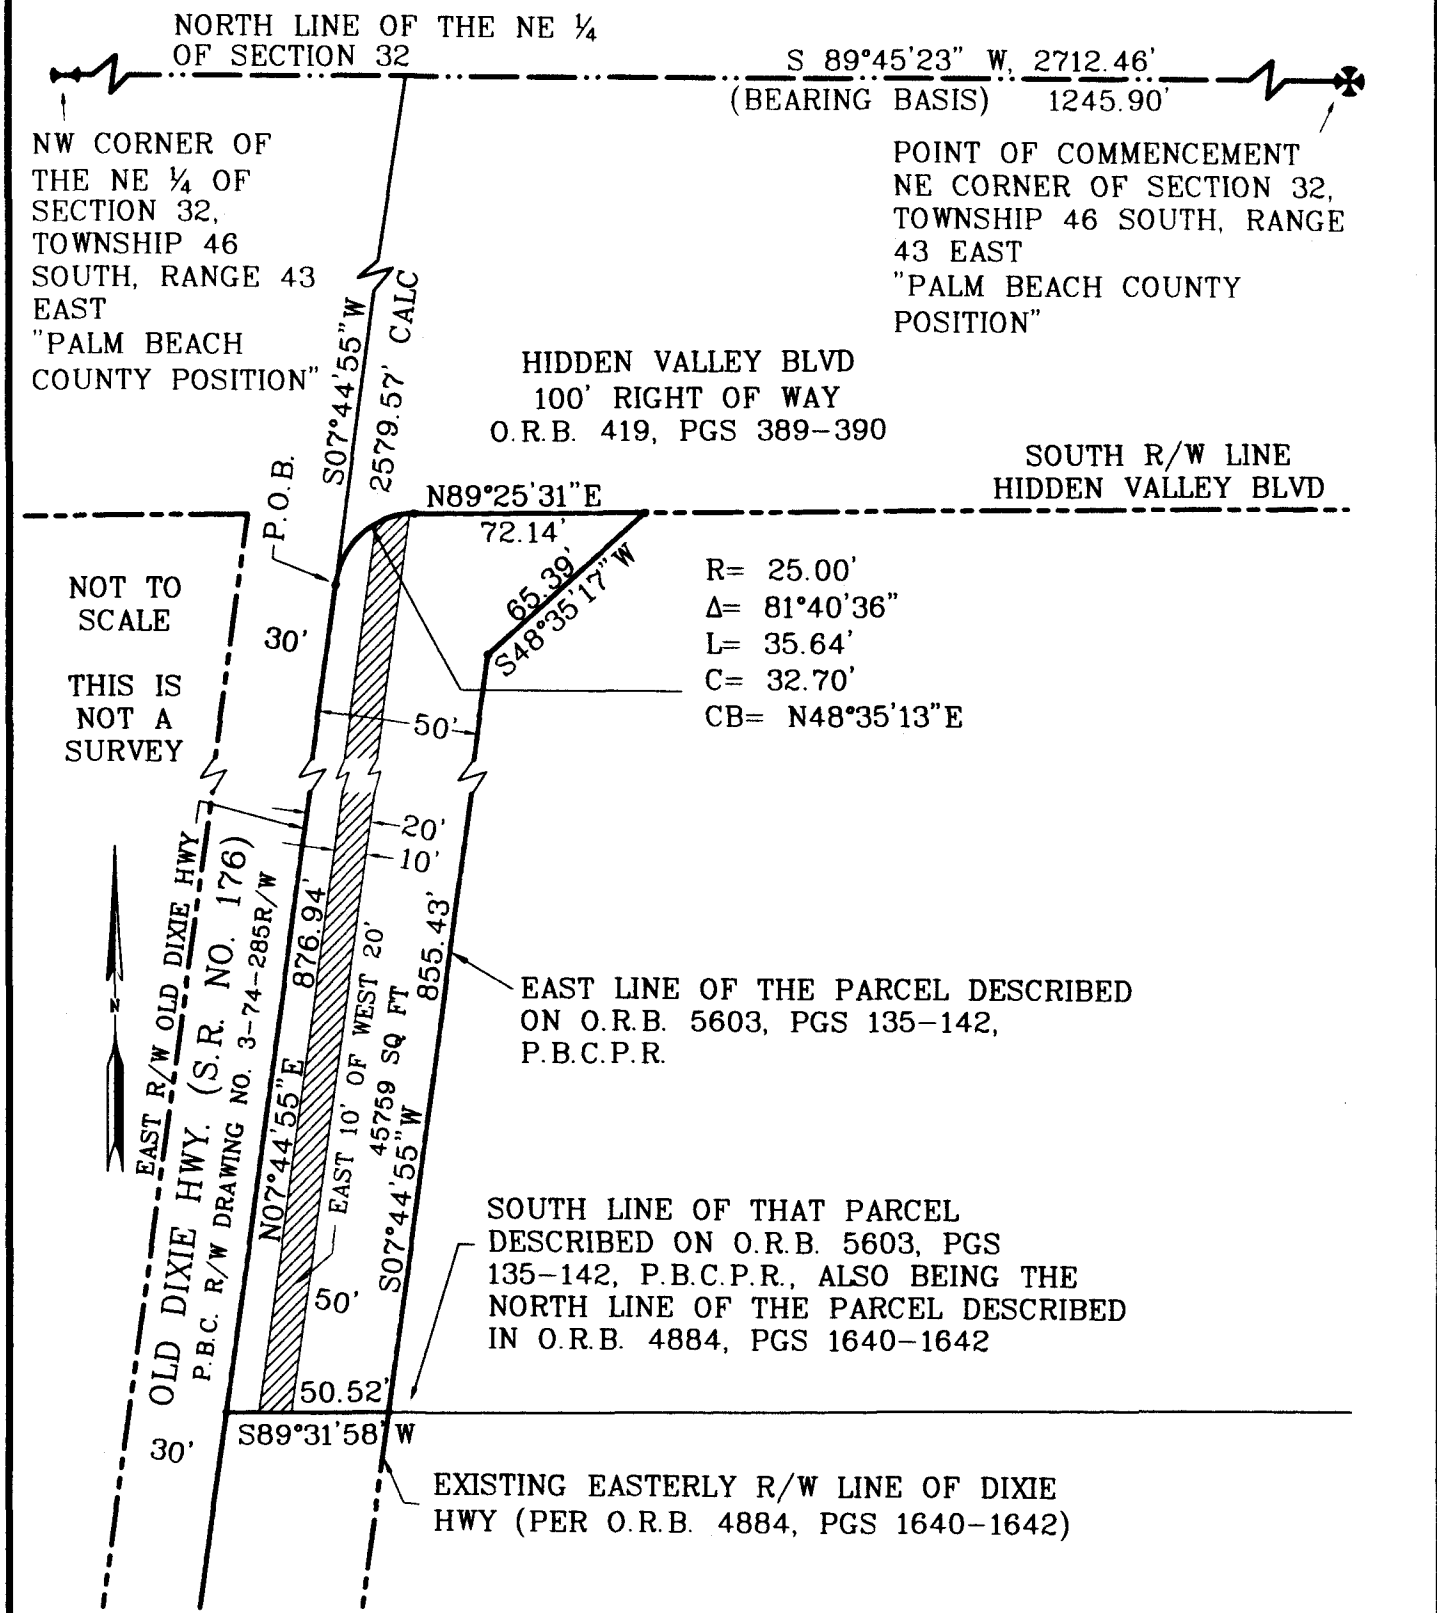 NORTH LINE OF THE NE ¼
OF SECTION 32
S 89°45'23" W, 2712.46'
(BEARING BASIS) 1245.90'
NW CORNER OF
THE NE ¼ OF
SECTION 32,
TOWNSHIP 46
SOUTH, RANGE 43
EAST
"PALM BEACH
COUNTY POSITION"
POINT OF COMMENCEMENT
NE CORNER OF SECTION 32,
TOWNSHIP 46 SOUTH, RANGE
43 EAST
"PALM BEACH COUNTY
POSITION"
S07°44'55"W
2579.57' CALC
HIDDEN VALLEY BLVD
100' RIGHT OF WAY
O.R.B. 419, PGS 389-390
SOUTH R/W LINE
HIDDEN VALLEY BLVD
P.O.B.
N89°25'31"E
72.14'
65.39'
S48°35'17"W
NOT TO
SCALE
THIS IS
NOT A
SURVEY
30'
R= 25.00'
Δ= 81°40'36"
L= 35.64'
C= 32.70'
CB= N48°35'13"E
50'
20'
10'
EAST R/W OLD DIXIE HWY
OLD DIXIE HWY. (S.R. NO. 176)
P.B.C. R/W DRAWING NO. 3-74-285R/W
N07°44'55"E 876.94'
EAST 10' OF WEST 20'
45759 SQ FT
S07°44'55"W 855.43'
N
EAST LINE OF THE PARCEL DESCRIBED
ON O.R.B. 5603, PGS 135-142,
P.B.C.P.R.
SOUTH LINE OF THAT PARCEL
DESCRIBED ON O.R.B. 5603, PGS
135-142, P.B.C.P.R., ALSO BEING THE
NORTH LINE OF THE PARCEL DESCRIBED
IN O.R.B. 4884, PGS 1640-1642
50'
50.52'
S89°31'58" W
30'
EXISTING EASTERLY R/W LINE OF DIXIE
HWY (PER O.R.B. 4884, PGS 1640-1642)